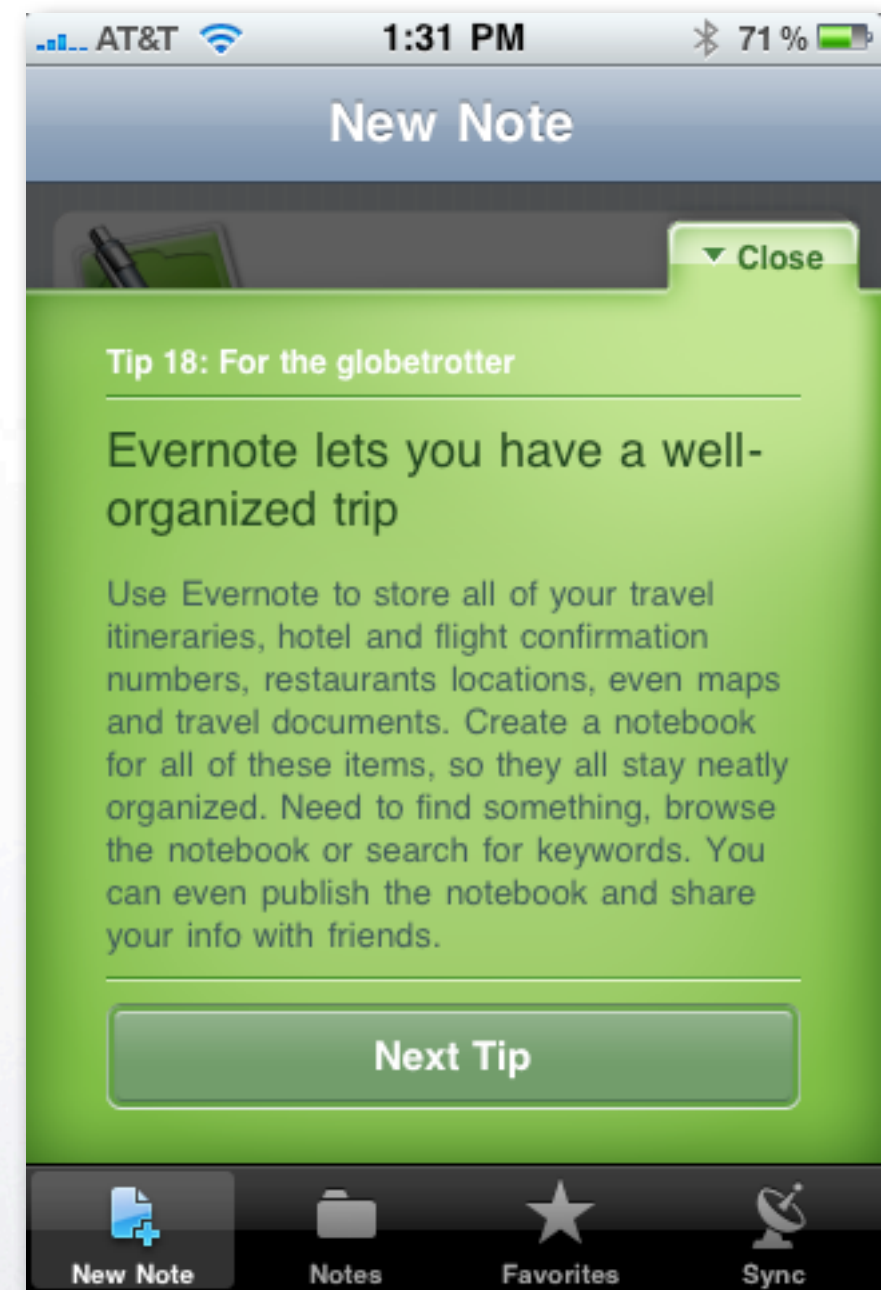 AT&T 1:31 PM 71%
New Note
Close
Tip 18: For the globetrotter
Evernote lets you have a well-
organized trip
Use Evernote to store all of your travel
itineraries, hotel and flight confirmation
numbers, restaurants locations, even maps
and travel documents. Create a notebook
for all of these items, so they all stay neatly
organized. Need to find something, browse
the notebook or search for keywords. You
can even publish the notebook and share
your info with friends.
Next Tip
New Note Notes Favorites Sync